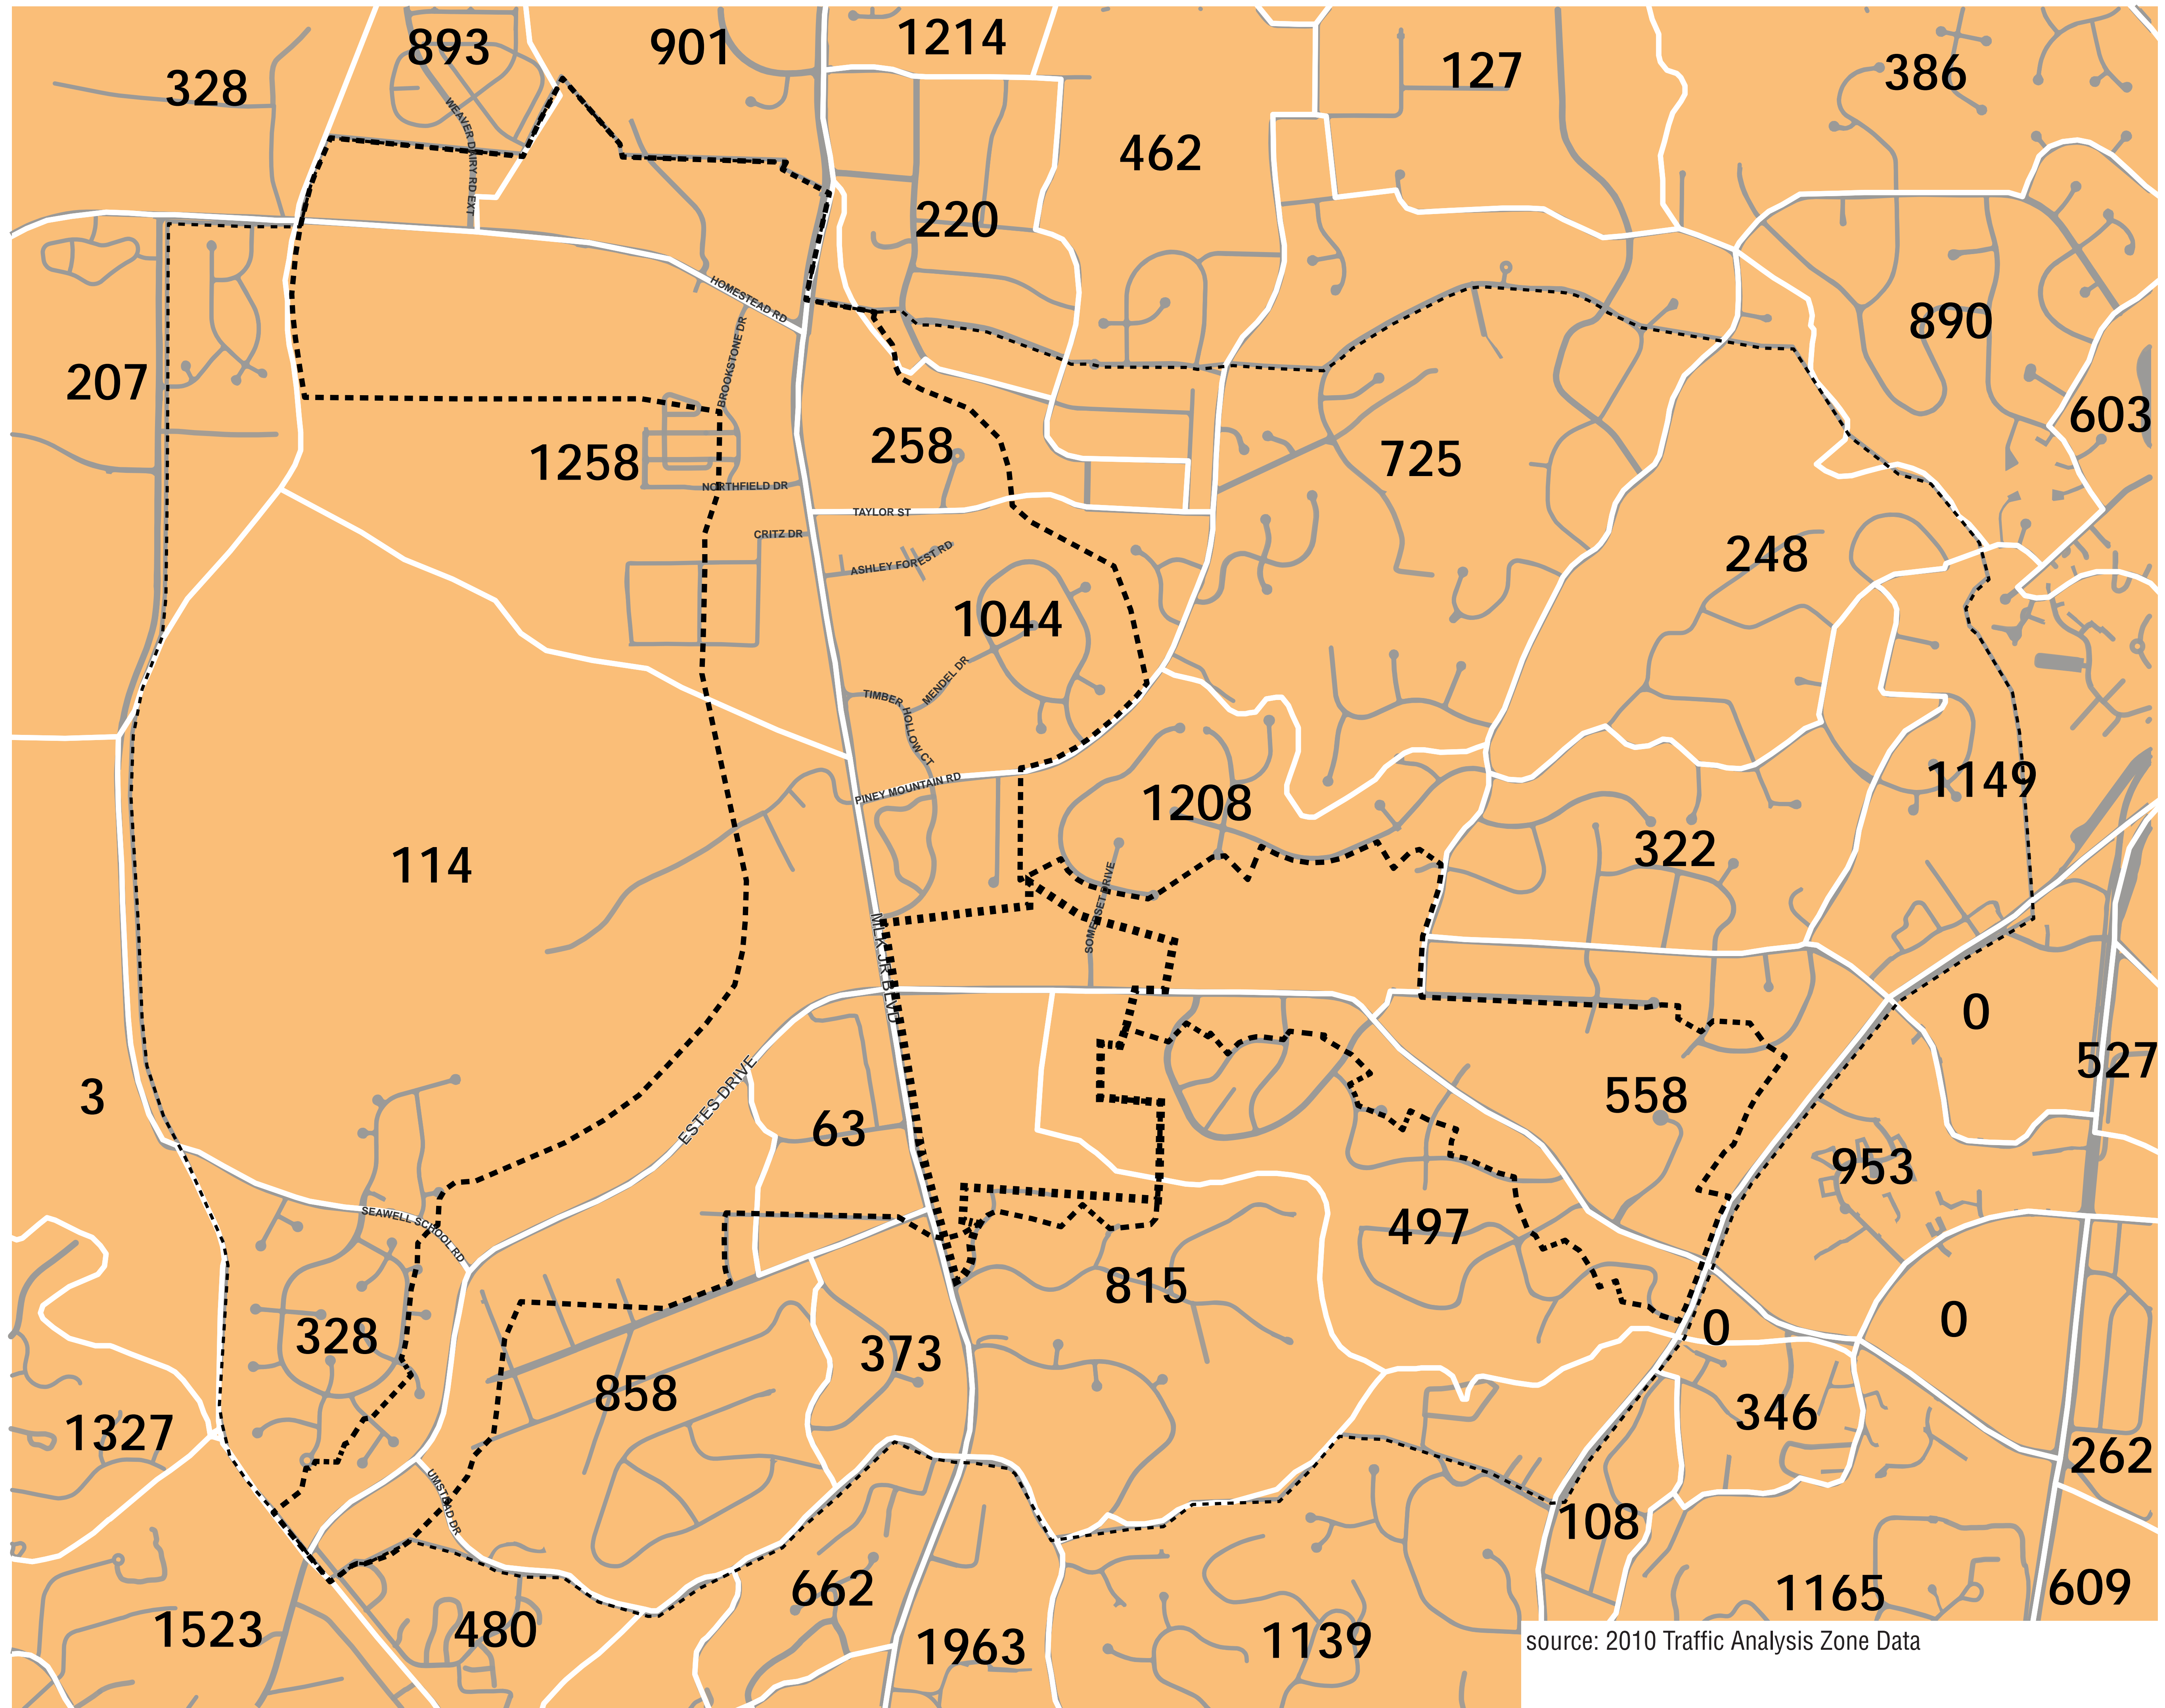 1214
893
901
127
386
328
WEAVER DAIRY RD EXT
462
220
HOMESTEAD RD
890
BROOKSTONE DR
207
603
258
725
1258
NORTHFIELD DR
TAYLOR ST
CRITZ DR
248
ASHLEY FOREST RD
1044
MENDEL DR
TIMBER HOLLOW CT
1149
PINEY MOUNTAIN RD
1208
322
114
SOMERSET DRIVE
MLK JR BLVD
0
527
3
ESTES DRIVE
558
63
953
SEAWELL SCHOOL RD
497
815
0
0
328
373
858
346
1327
262
UMSTEAD DR
108
662
1165
609
1523
480
1963
1139
source: 2010 Traffic Analysis Zone Data